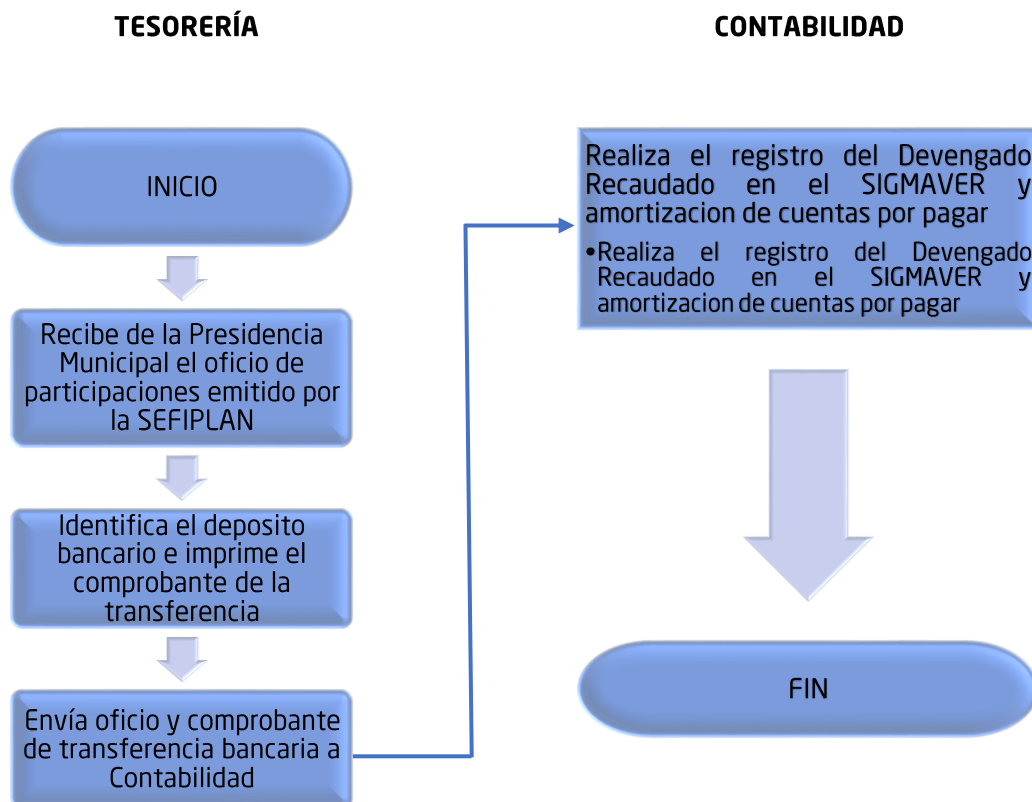 TESORERÍA
INICIO
Recibe de la Presidencia
Municipal el oficio de
participaciones emitido por
la SEFIPLAN
Identifica el deposito
bancario e imprime el
comprobante de la
transferencia
Envía oficio y comprobante
de transferencia bancaria a
Contabilidad
CONTABILIDAD
Realiza el registro del Devengado
Recaudado en el SIGMAVER y
amortizacion de cuentas por pagar
•Realiza el registro del Devengado
Recaudado en el SIGMAVER y
amortizacion de cuentas por pagar
FIN